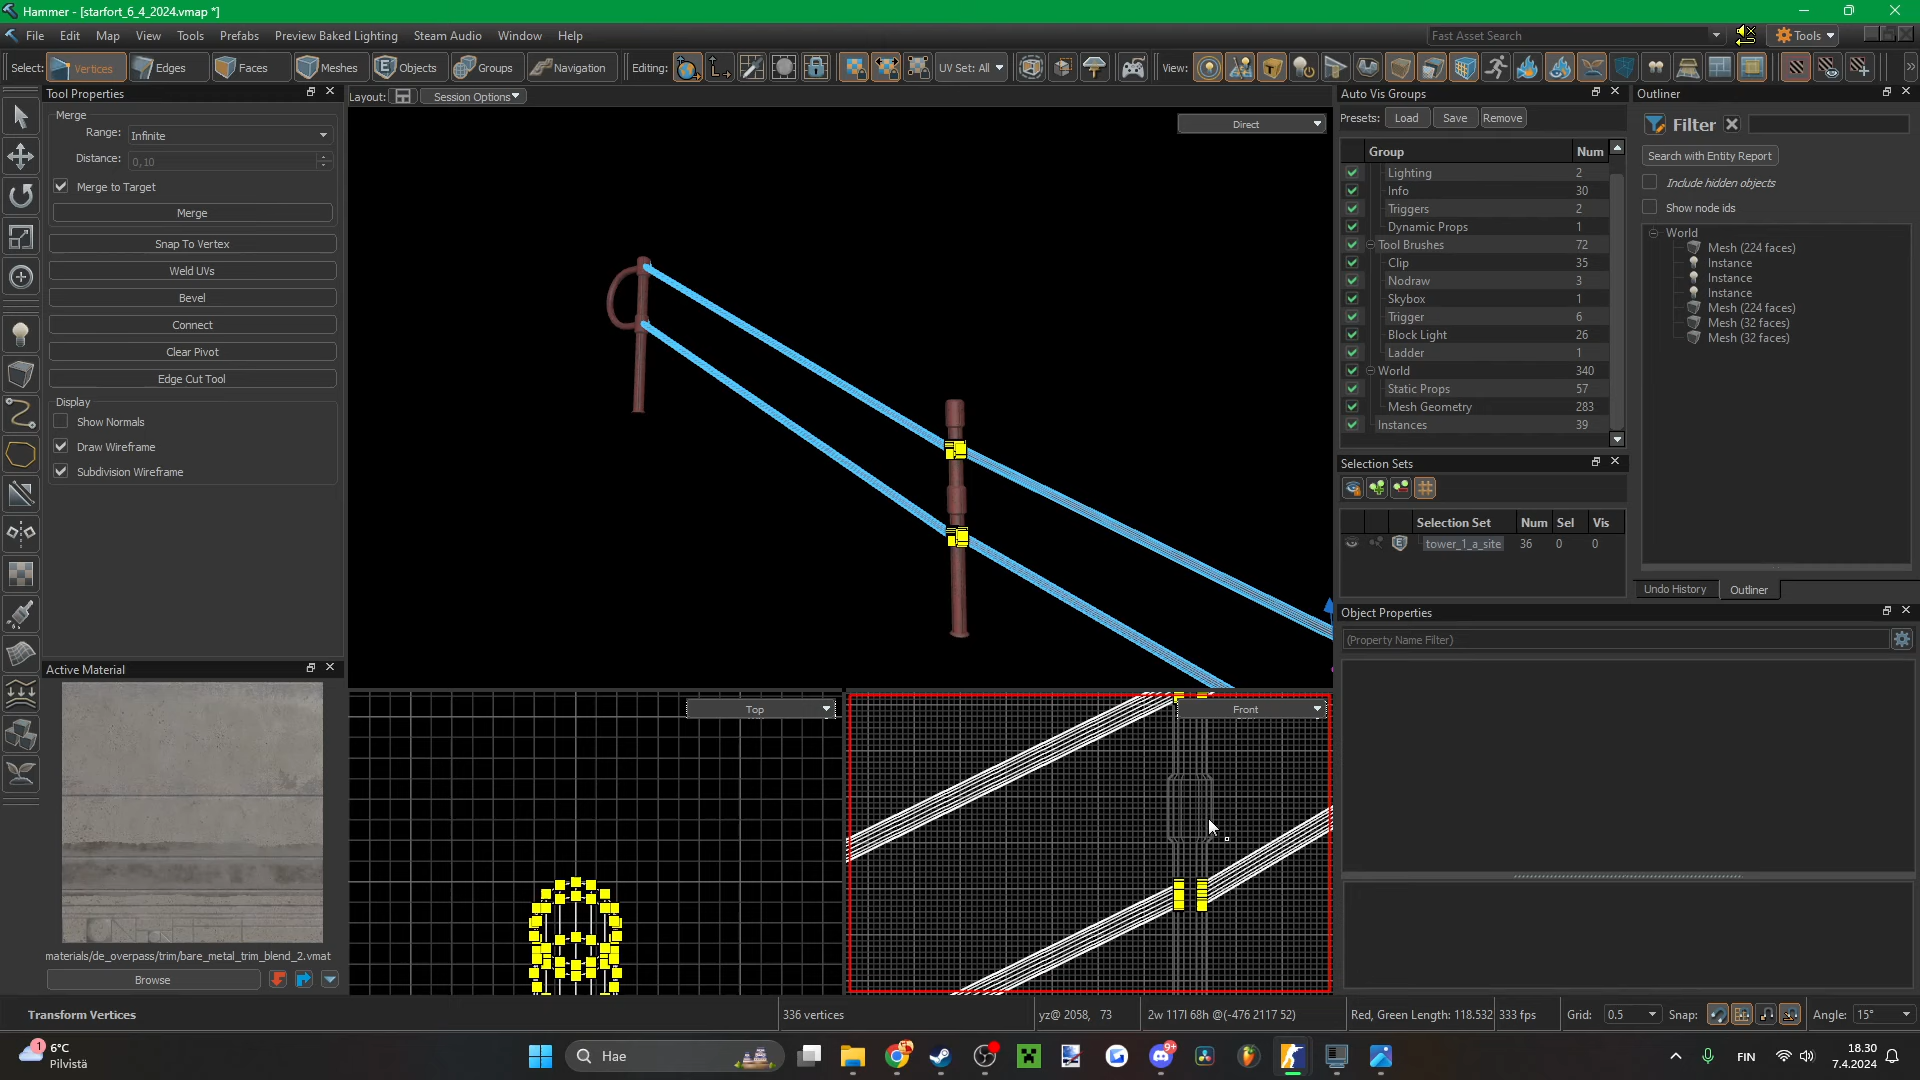 Hammer - [starfort_6_4_2024.vmap *]
File Edit Map View Tools Prefabs Preview Baked Lighting Steam Audio Window Help
Fast Asset Search
Tools
Select: Vertices Edges Faces Meshes Objects Groups Navigation Editing: UV Set: All View:
Tool Properties
Merge
Range: Infinite
Distance: 0,10
Merge to Target
Merge
Snap To Vertex
Weld UVs
Bevel
Connect
Clear Pivot
Edge Cut Tool
Display
Show Normals
Draw Wireframe
Subdivision Wireframe
Active Material
materials/de_overpass/trim/bare_metal_trim_blend_2.vmat
Browse
Layout: Session Options
Direct
Top
Front
Auto Vis Groups
Presets: Load Save Remove
Group Num
Lighting 2
Info 30
Triggers 2
Dynamic Props 1
Tool Brushes 72
Clip 35
Nodraw 3
Skybox 1
Trigger 6
Block Light 26
Ladder 1
World 340
Static Props 57
Mesh Geometry 283
Instances 39
Selection Sets
Selection Set Num Sel Vis
tower_1_a_site 36 0 0
Outliner
Filter
Search with Entity Report
Include hidden objects
Show node ids
World
Mesh (224 faces)
Instance
Instance
Instance
Mesh (224 faces)
Mesh (32 faces)
Mesh (32 faces)
Undo History Outliner
Object Properties
(Property Name Filter)
Transform Vertices 336 vertices yz@ 2058, 73 2w 117l 68h @(-476 2117 52) Red, Green Length: 118.532 333 fps Grid: 0.5 Snap: Angle: 15°
1
6°C
Pilvistä
Hae
9+
FIN
18.30
7.4.2024